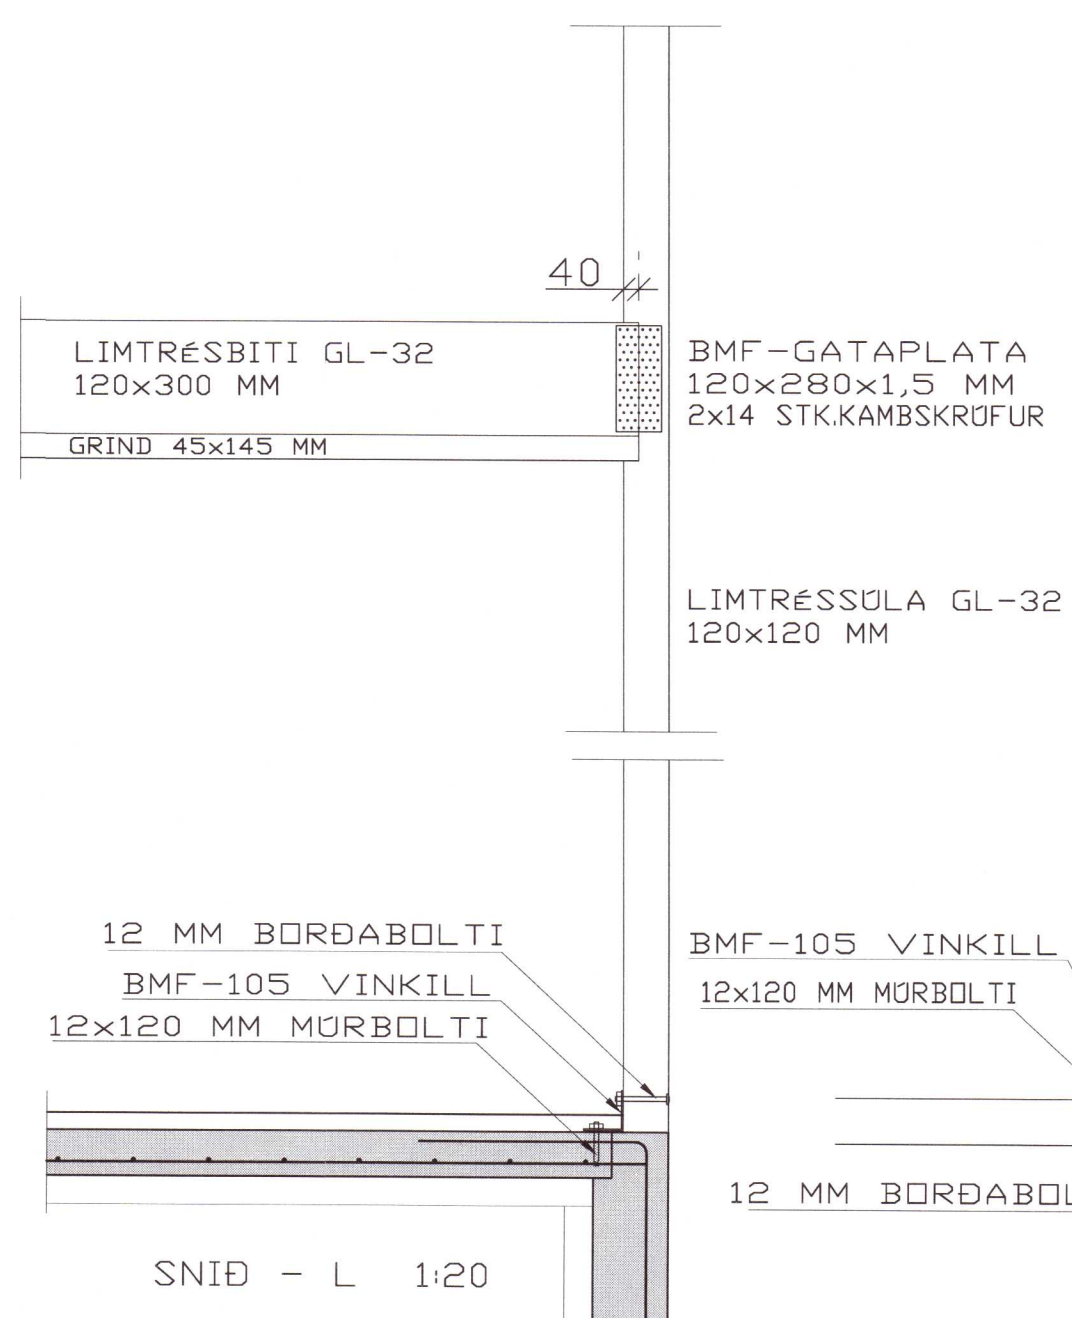 40
LIMTRÉSBITI GL-32
120x300 MM
GRIND 45x145 MM
BMF-GATAPLATA
120x280x1,5 MM
2x14 STK.KAMBSKRÚFUR
LIMTRÉSSÚLA GL-32
120x120 MM
12 MM BORÐABOLTI
BMF-105 VINKILL
12x120 MM MÚRBOLTI
BMF-105 VINKILL
12x120 MM MÚRBOLTI
12 MM
SNIÐ - L 1:20